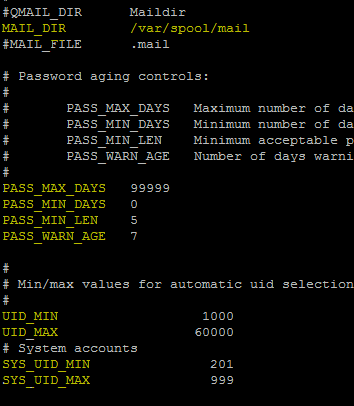 #QMAIL_DIR      Maildir
MAIL_DIR        /var/spool/mail
#MAIL_FILE      .mail

# Password aging controls:
#
#       PASS_MAX_DAYS   Maximum number of da
#       PASS_MIN_DAYS   Minimum number of da
#       PASS_MIN_LEN    Minimum acceptable p
#       PASS_WARN_AGE   Number of days warni
#
PASS_MAX_DAYS   99999
PASS_MIN_DAYS   0
PASS_MIN_LEN    5
PASS_WARN_AGE   7

#
# Min/max values for automatic uid selection
#
UID_MIN                  1000
UID_MAX                 60000
# System accounts
SYS_UID_MIN               201
SYS_UID_MAX               999